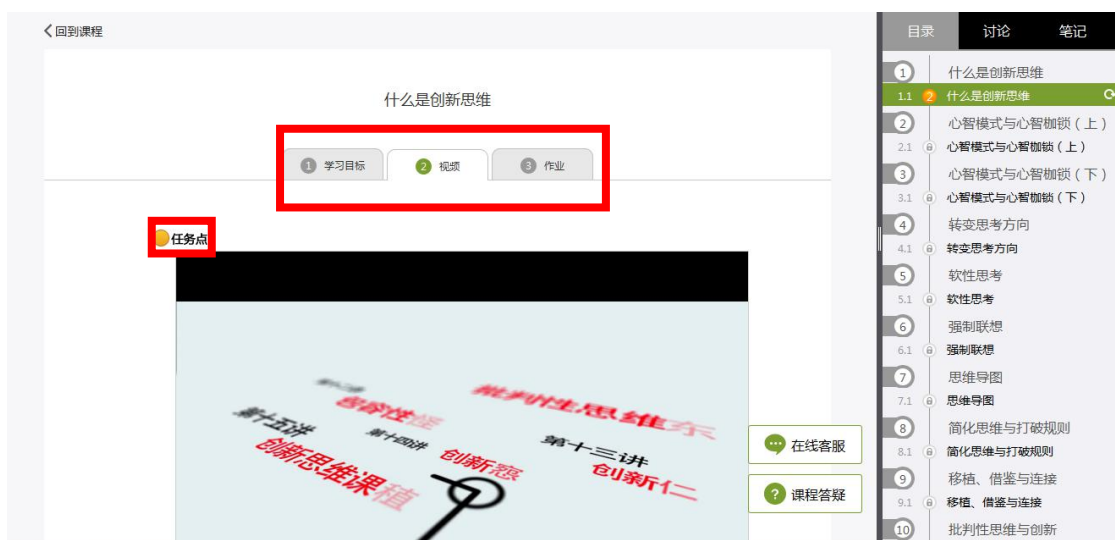 回到课程
什么是创新思维
1 学习目标
2 视频
3 作业
任务点
批判性思维东
第十五讲
第十四讲
第十三讲
创新思维课植
创新窓
创新仁
在线客服
? 课程答疑
目录 讨论 笔记
1 什么是创新思维
1.1 2 什么是创新思维
2 心智模式与心智枷锁（上）
2.1 心智模式与心智枷锁（上）
3 心智模式与心智枷锁（下）
3.1 心智模式与心智枷锁（下）
4 转变思考方向
4.1 转变思考方向
5 软性思考
5.1 软性思考
6 强制联想
6.1 强制联想
7 思维导图
7.1 思维导图
8 简化思维与打破规则
8.1 简化思维与打破规则
9 移植、借鉴与连接
9.1 移植、借鉴与连接
10 批判性思维与创新